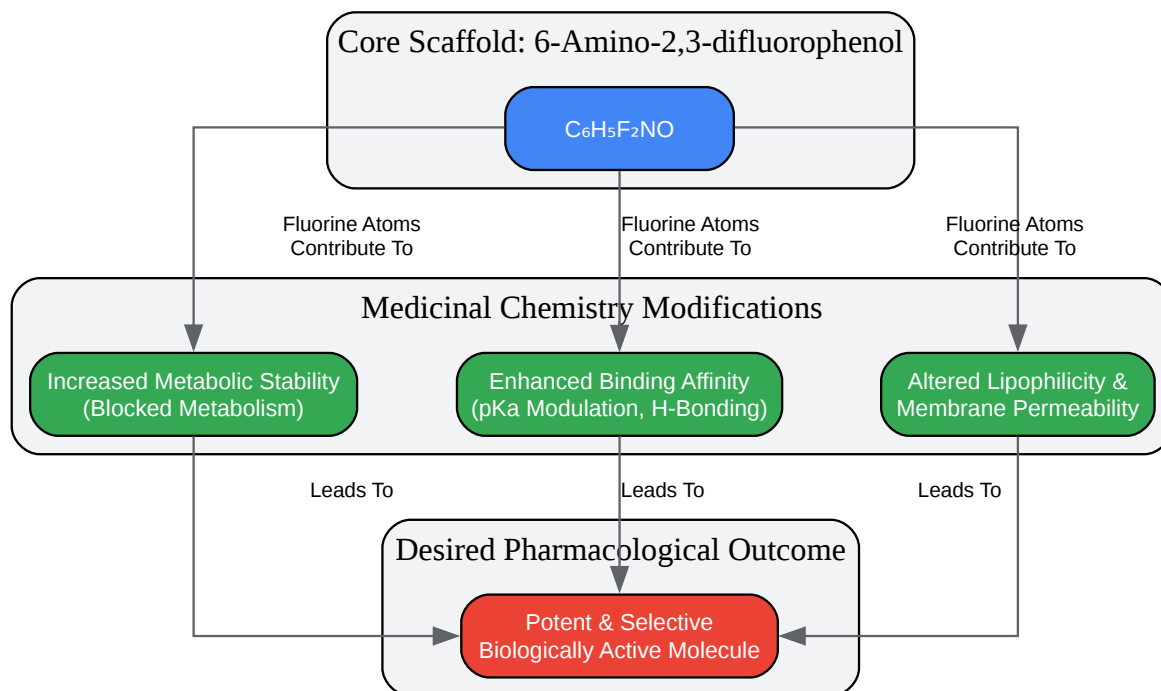 Core Scaffold: 6-Amino-2,3-difluorophenol
C₆H₅F₂NO
Fluorine Atoms
Contribute To
Fluorine Atoms
Contribute To
Fluorine Atoms
Contribute To
Medicinal Chemistry Modifications
Increased Metabolic Stability
(Blocked Metabolism)
Enhanced Binding Affinity
(pKa Modulation, H-Bonding)
Altered Lipophilicity &
Membrane Permeability
Leads To
Leads To
Leads To
Desired Pharmacological Outcome
Potent & Selective
Biologically Active Molecule